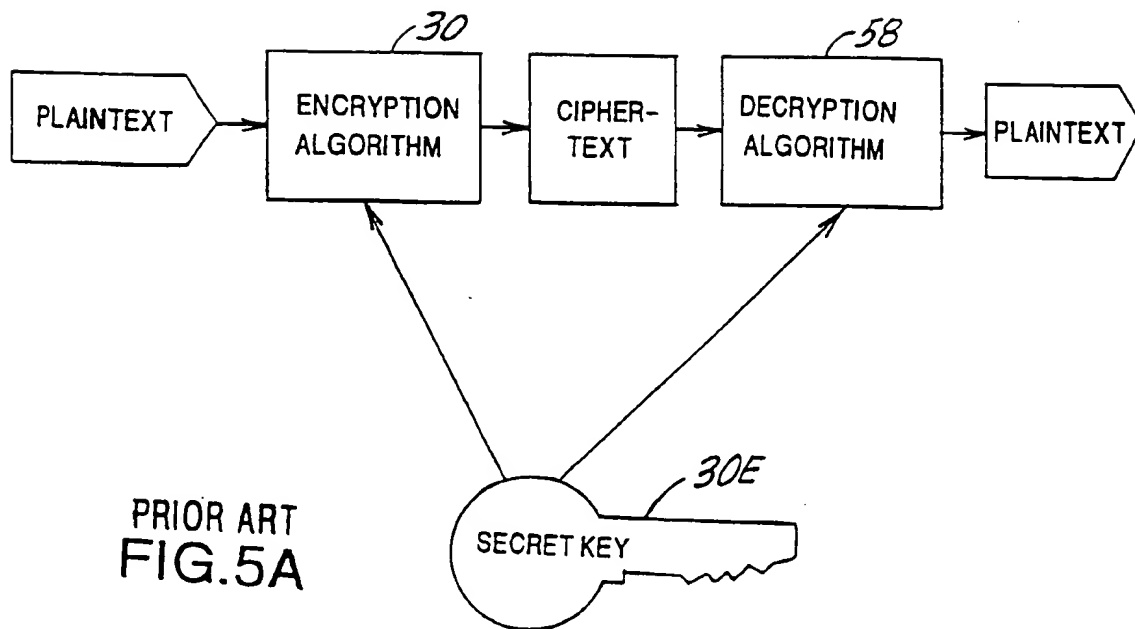 30
58
PLAINTEXT
ENCRYPTION
ALGORITHM
CIPHER-
TEXT
DECRYPTION
ALGORITHM
PLAINTEXT
30E
SECRET KEY
PRIOR ART
FIG.5A